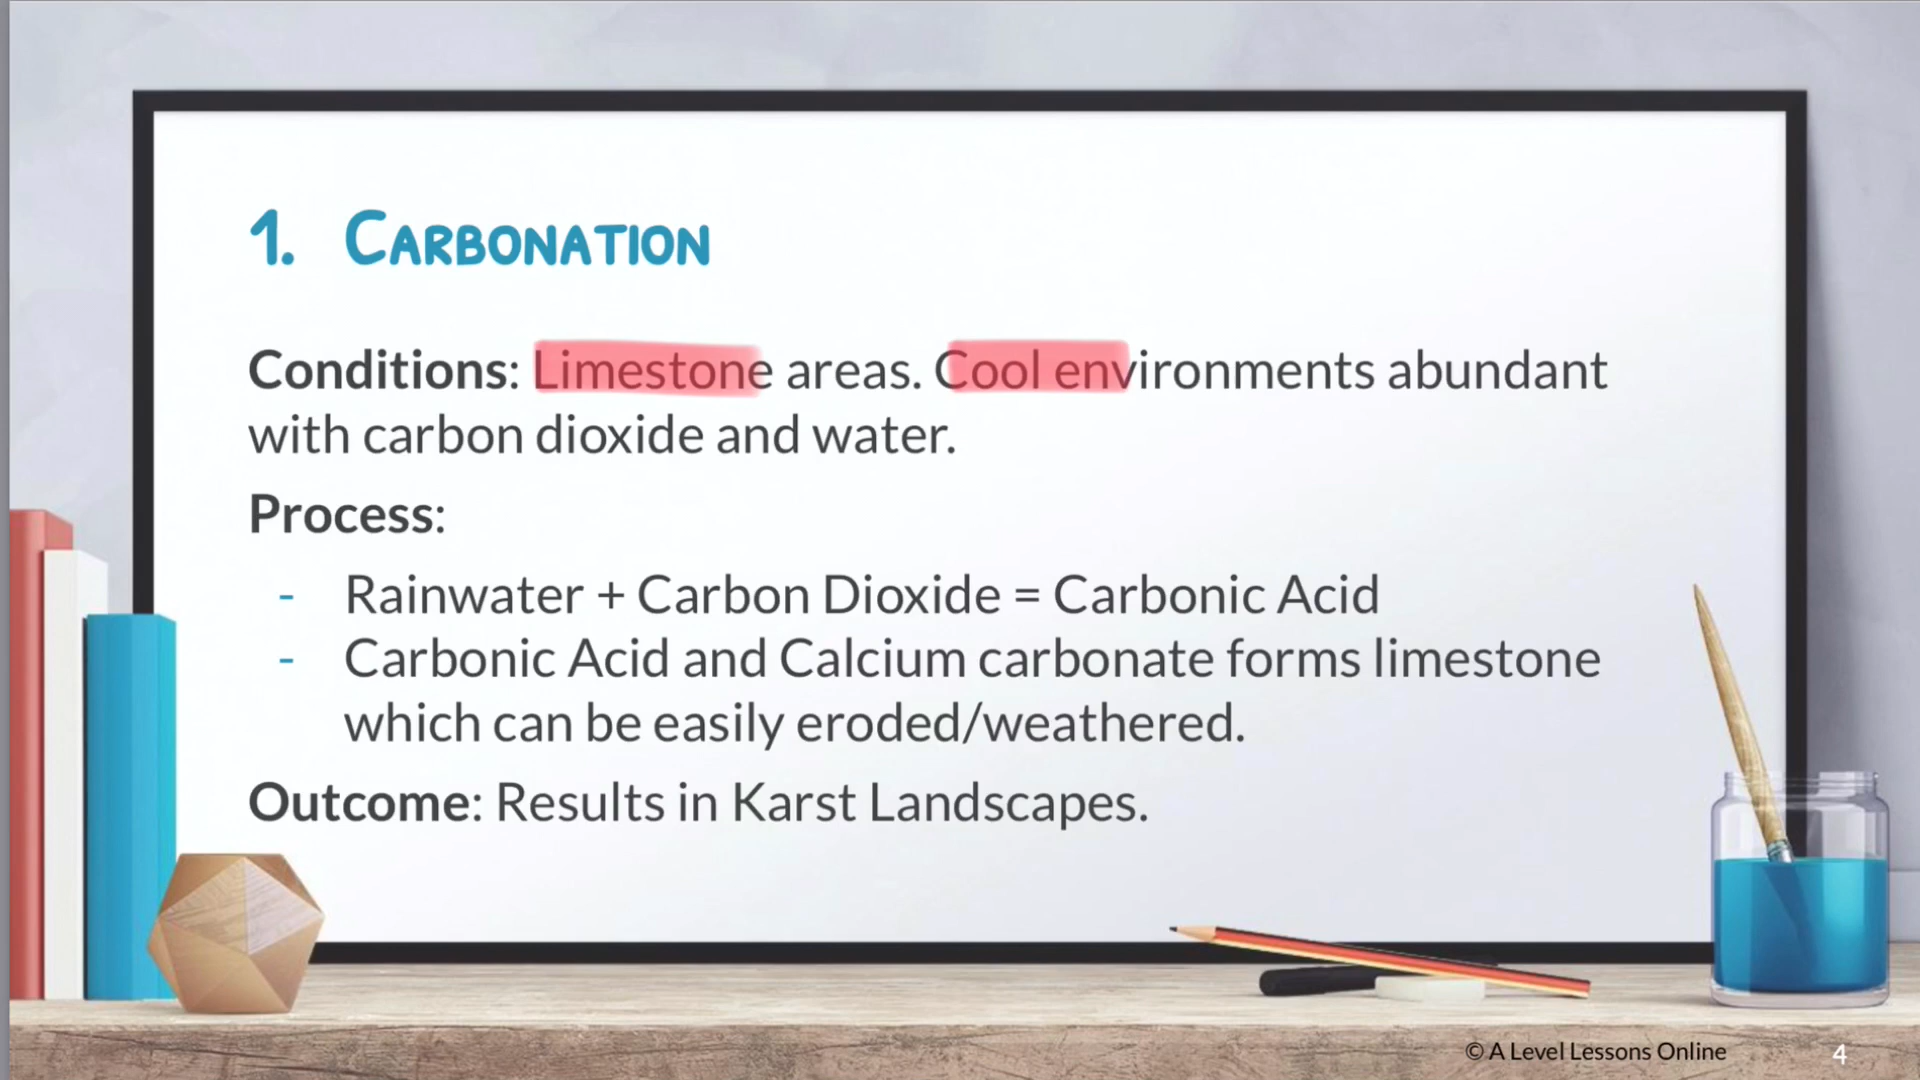 1. Carbonation
Conditions: Limestone areas. Cool environments abundant
with carbon dioxide and water.
Process:
- Rainwater + Carbon Dioxide = Carbonic Acid
- Carbonic Acid and Calcium carbonate forms limestone
which can be easily eroded/weathered.
Outcome: Results in Karst Landscapes.
© A Level Lessons Online
4